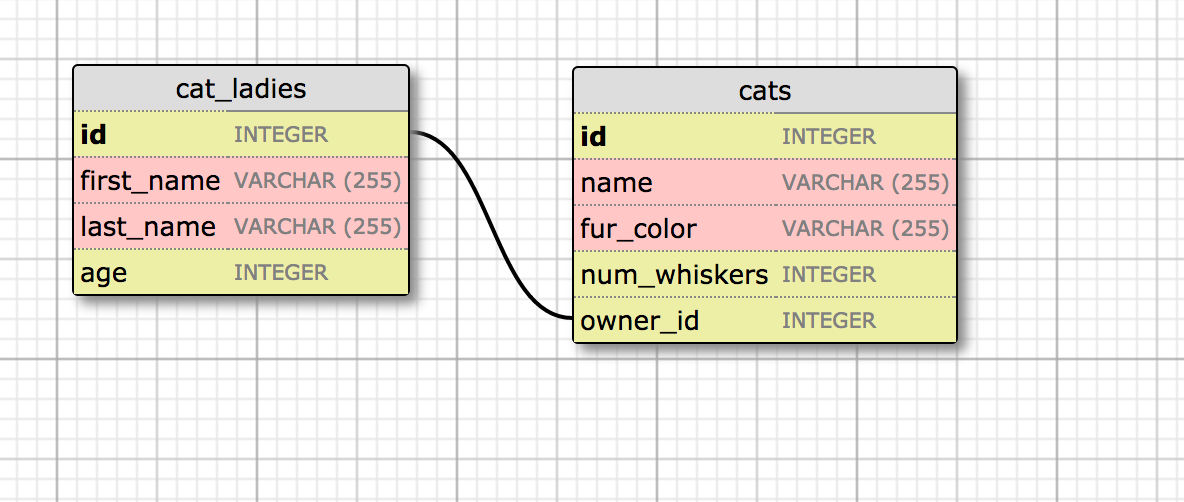 cat_ladies
id INTEGER
first_name VARCHAR (255)
last_name VARCHAR (255)
age INTEGER
cats
id INTEGER
name VARCHAR (255)
fur_color VARCHAR (255)
num_whiskers INTEGER
owner_id INTEGER